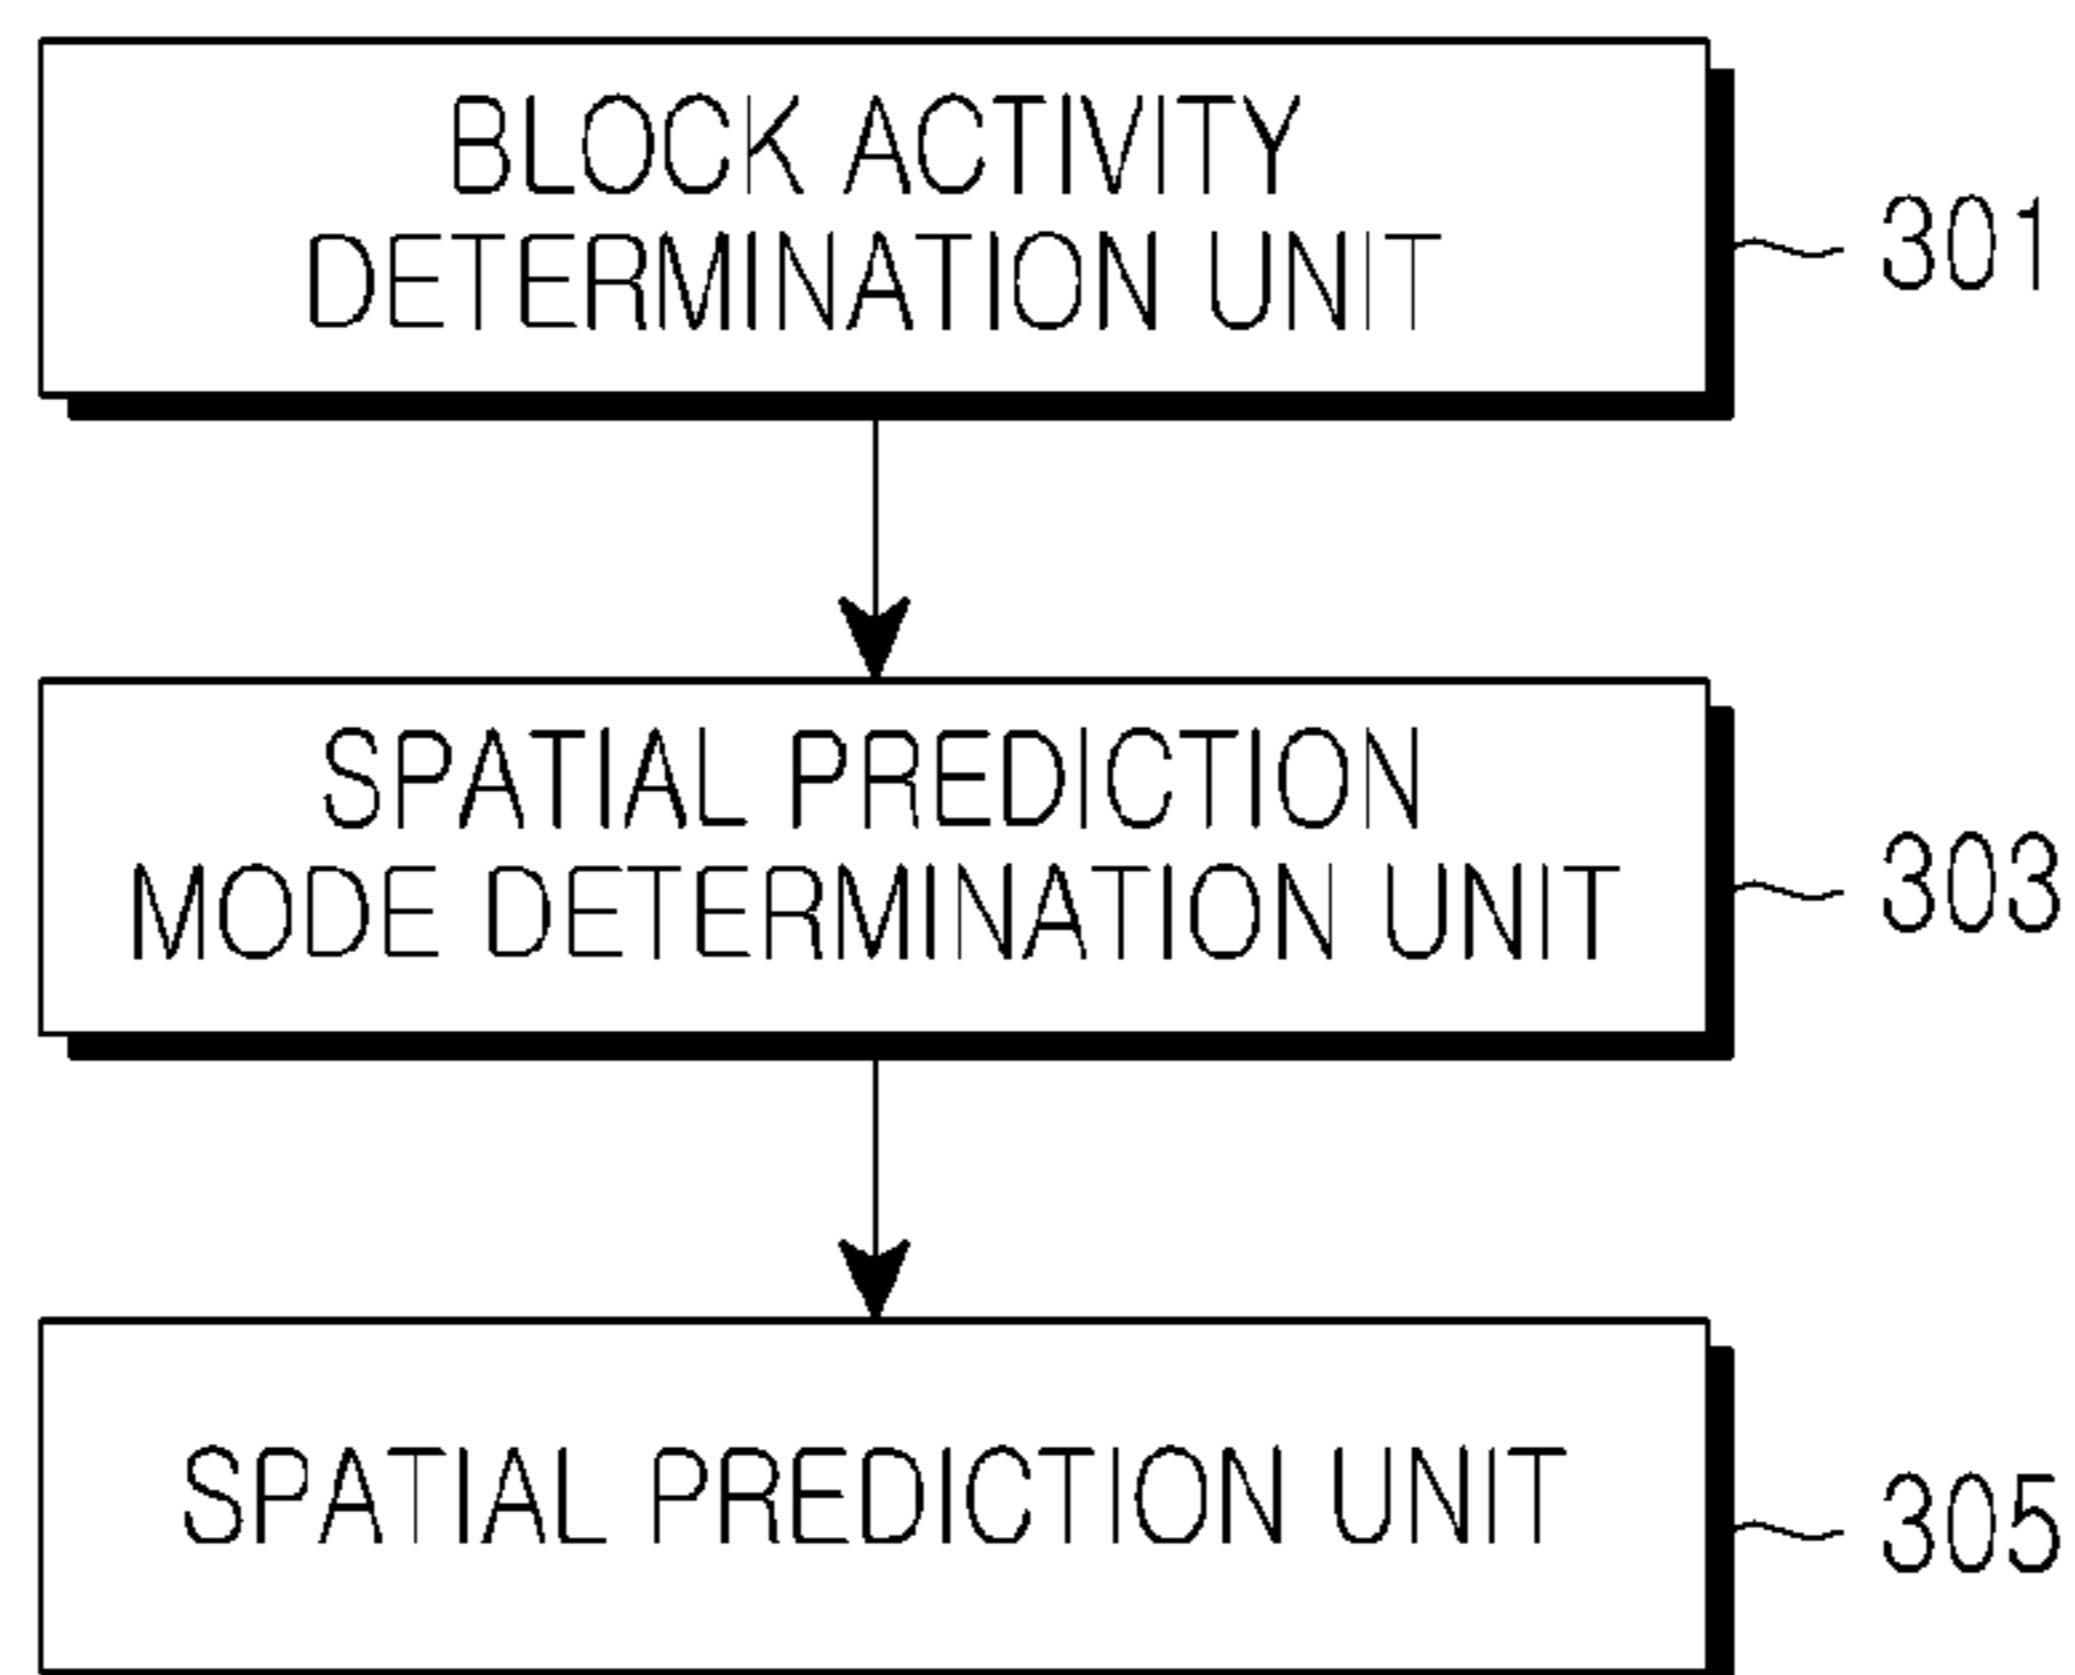 BLOCK ACTIVITY
DETERMINATION UNIT
301
SPATIAL PREDICTION
MODE DETERMINATION UNIT
303
SPATIAL PREDICTION UNIT
305